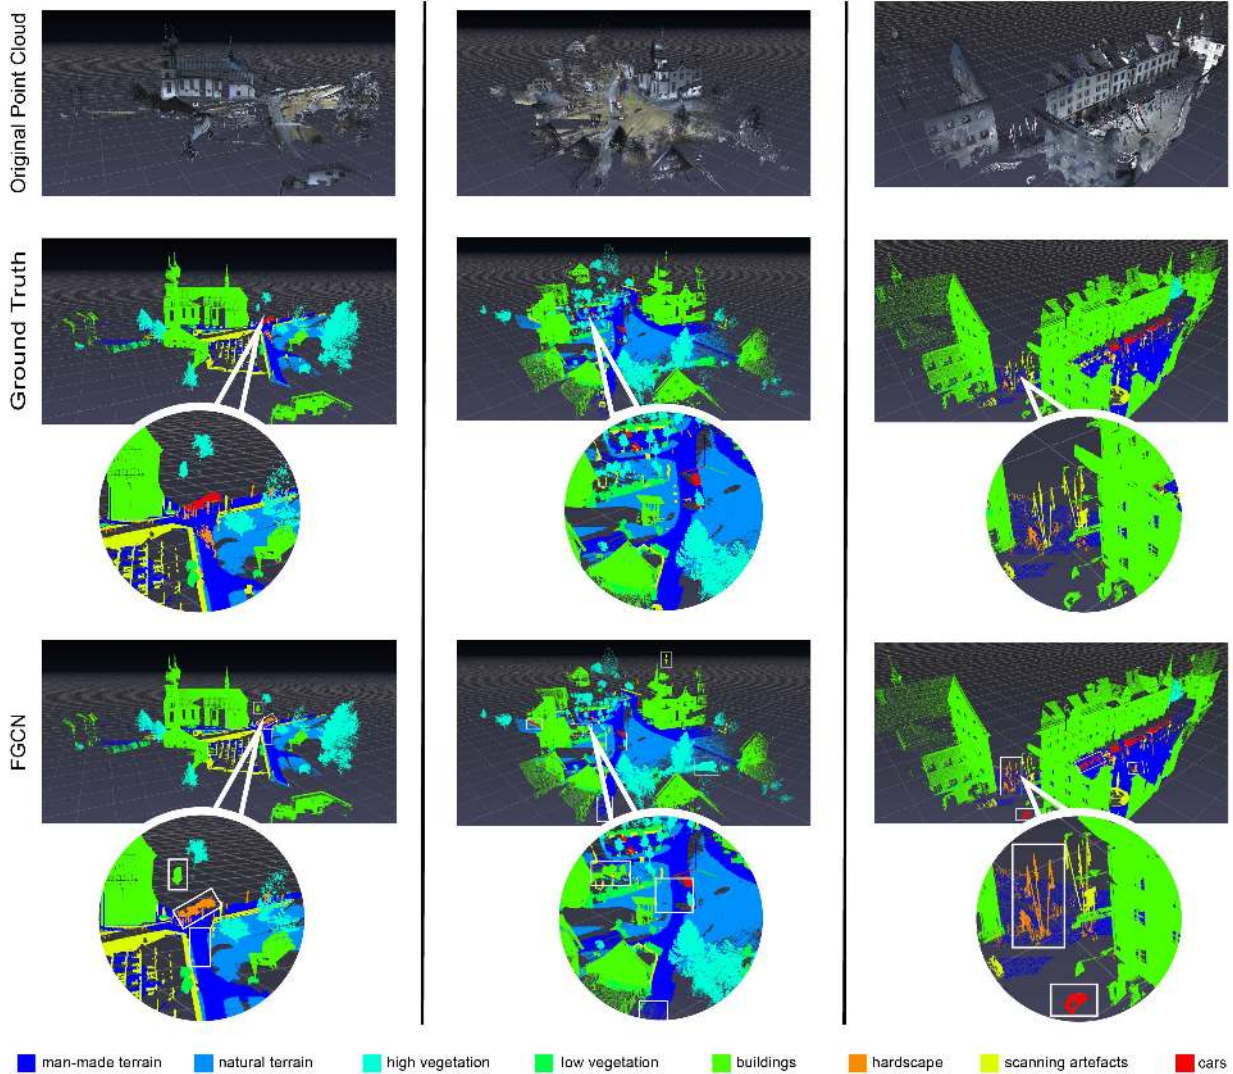 Original Point Cloud
Ground Truth
FGCN
man-made terrain
natural terrain
high vegetation
low vegetation
buildings
hardscape
scanning artefacts
cars